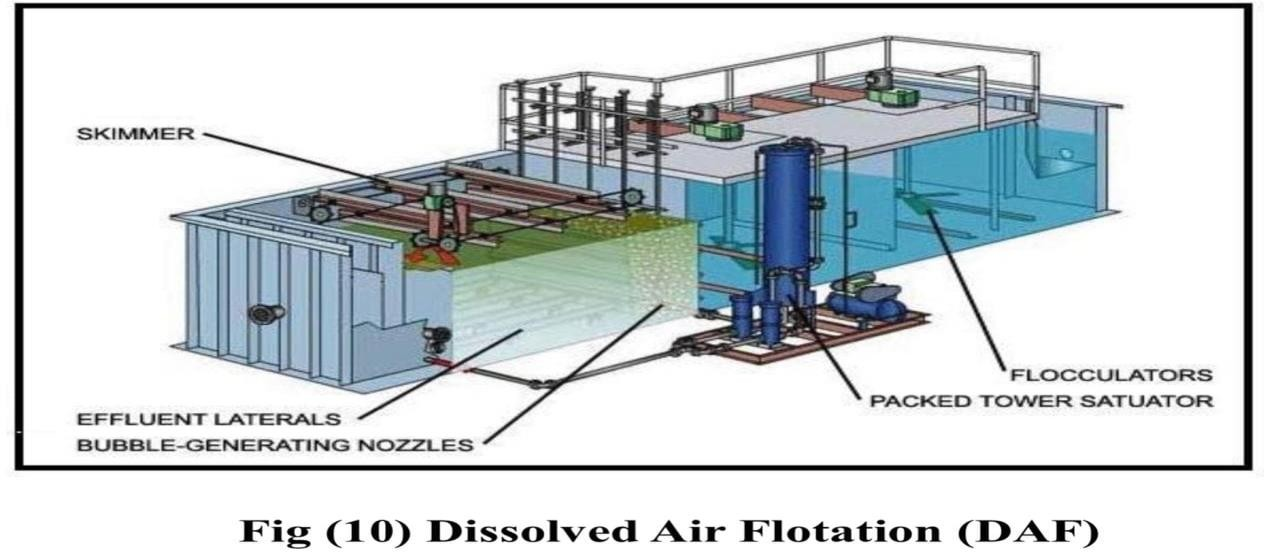 SKIMMER
FLOCCULATORS
PACKED TOWER SATUATOR
EFFLUENT LATERALS
BUBBLE-GENERATING NOZZLES
Fig (10) Dissolved Air Flotation (DAF)